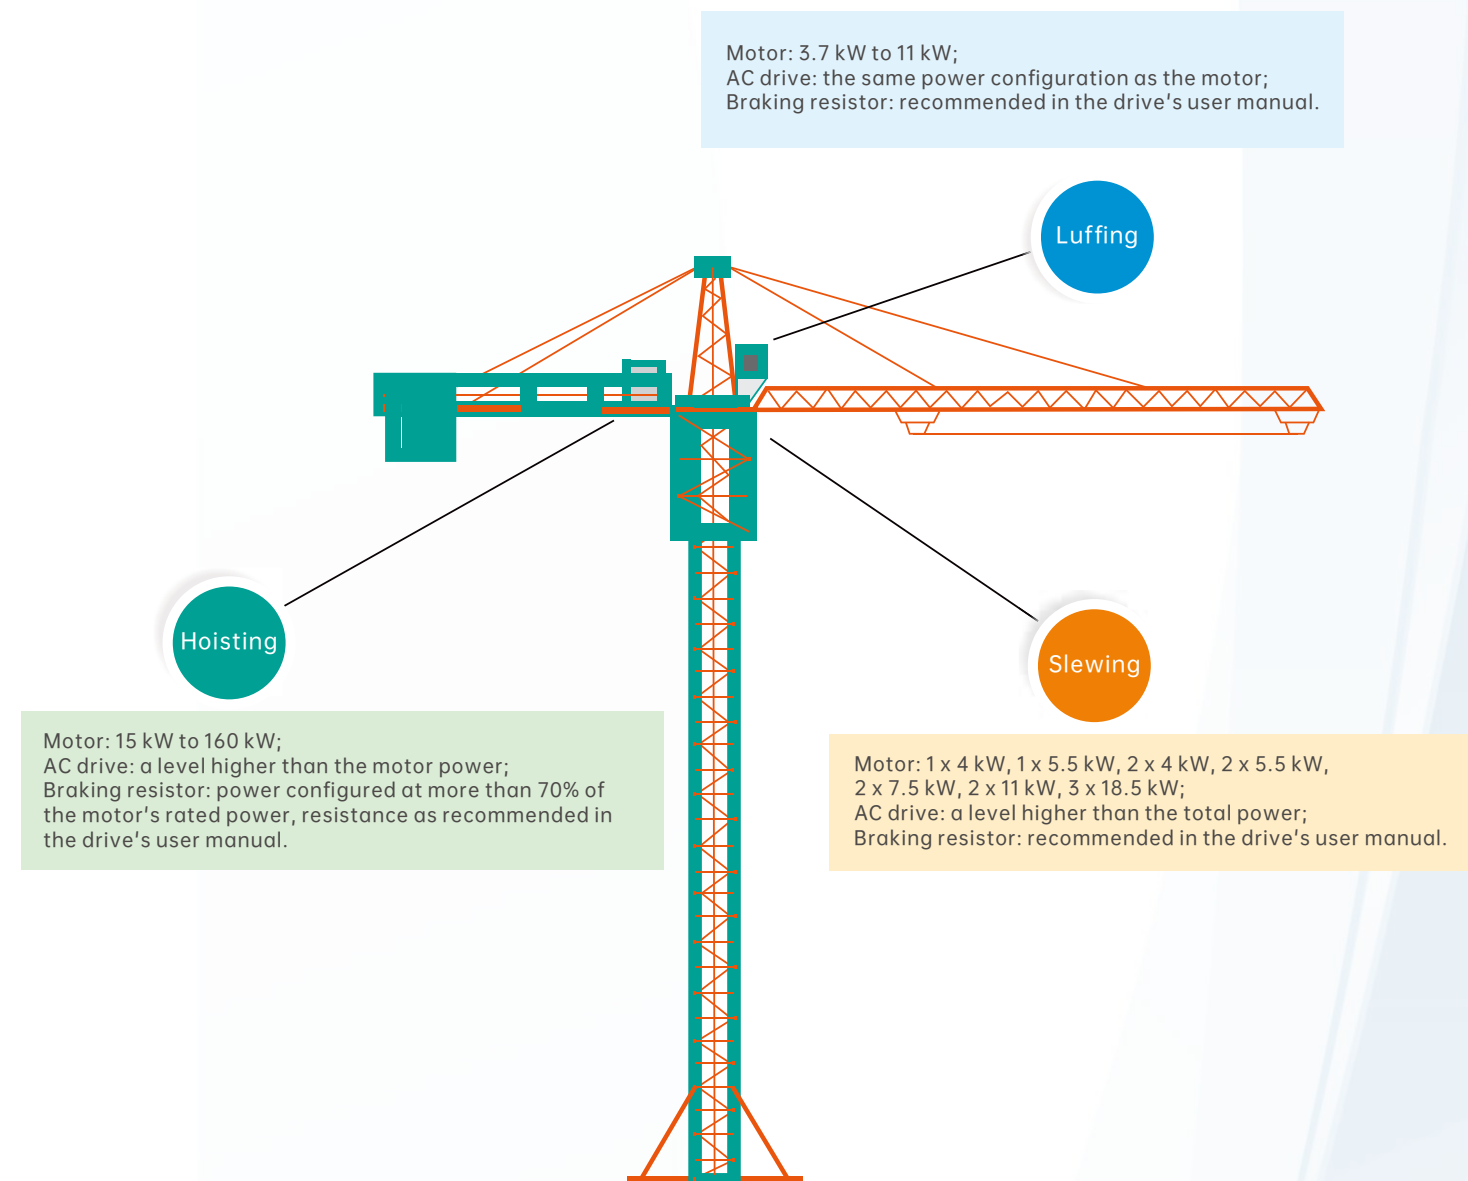 Motor: 3.7 kW to 11 kW;
AC drive: the same power configuration as the motor;
Braking resistor: recommended in the drive's user manual.
Luffing
Hoisting
Slewing
Motor: 15 kW to 160 kW;
AC drive: a level higher than the motor power;
Braking resistor: power configured at more than 70% of
the motor's rated power, resistance as recommended in
the drive's user manual.
Motor: 1 x 4 kW, 1 x 5.5 kW, 2 x 4 kW, 2 x 5.5 kW,
2 x 7.5 kW, 2 x 11 kW, 3 x 18.5 kW;
AC drive: a level higher than the total power;
Braking resistor: recommended in the drive's user manual.